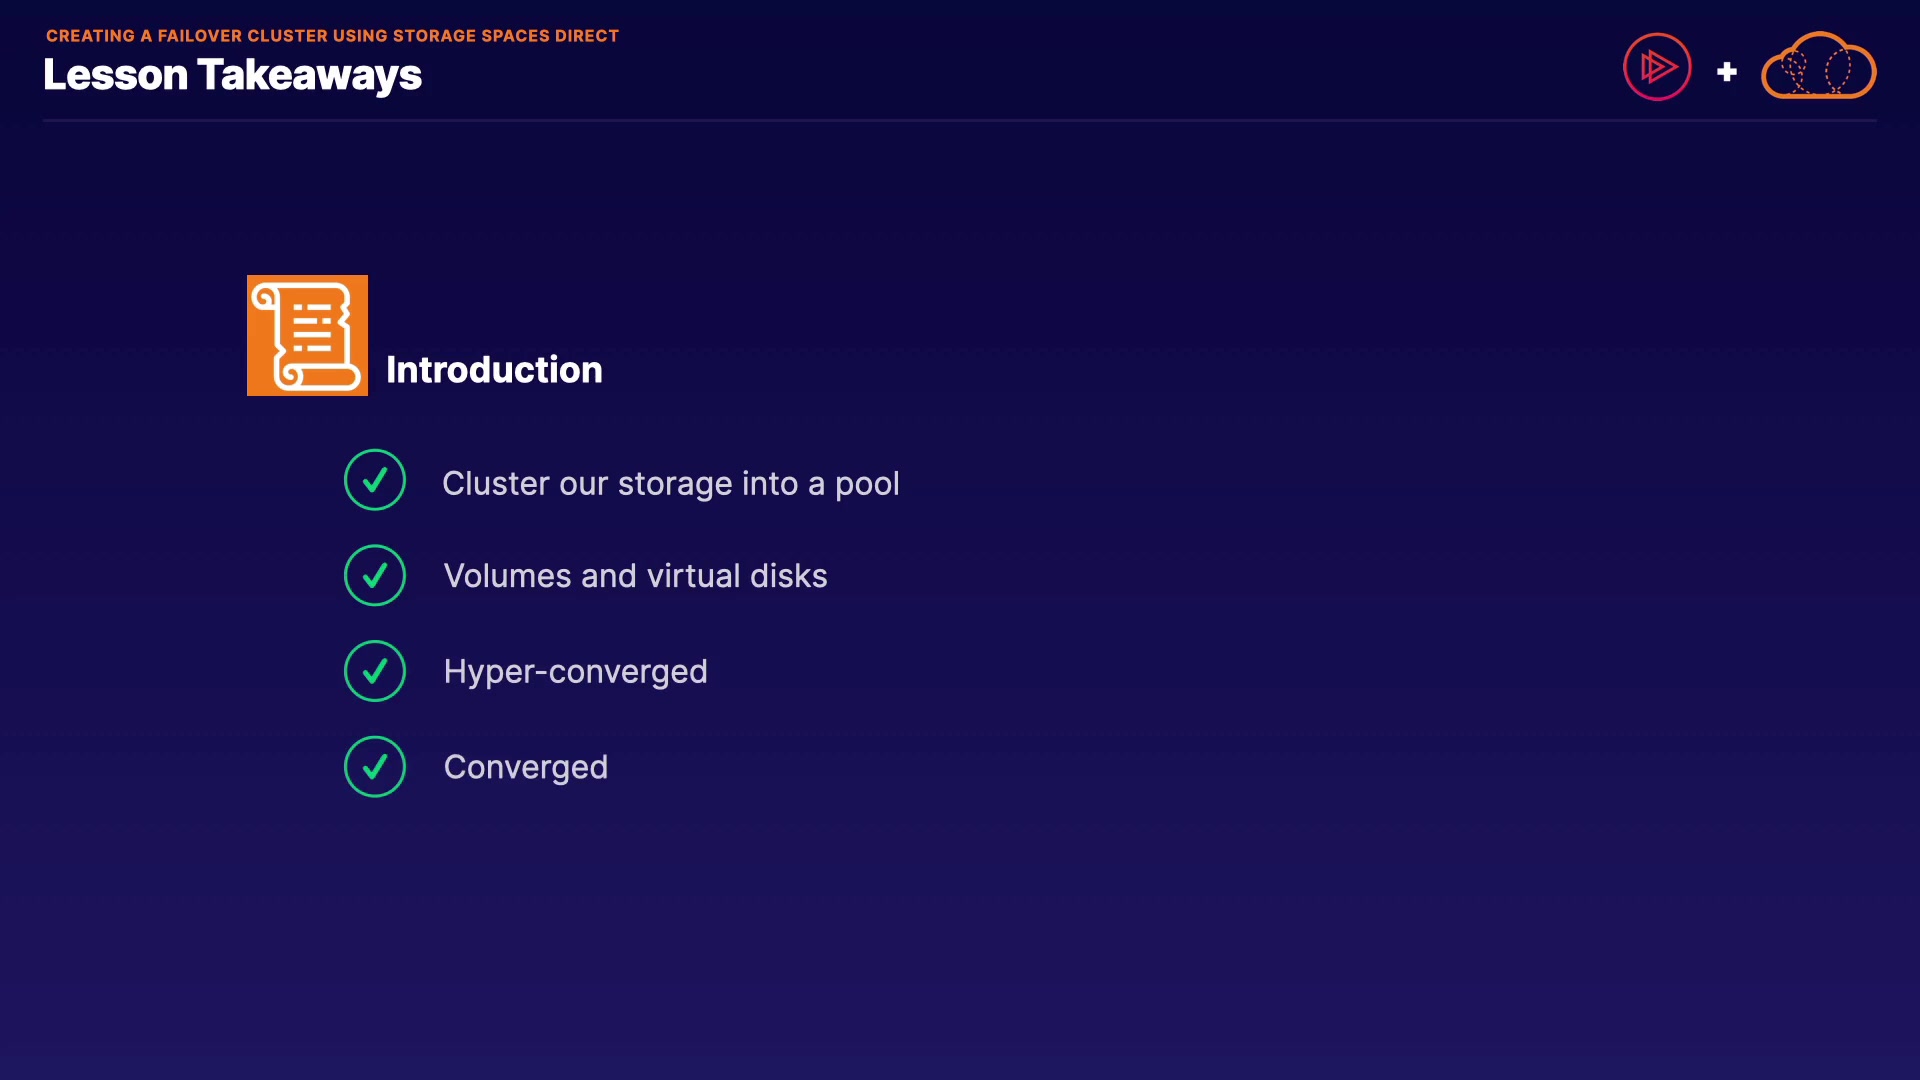 CREATING A FAILOVER CLUSTER USING STORAGE SPACES DIRECT
Lesson Takeaways
Introduction
Cluster our storage into a pool
Volumes and virtual disks
Hyper-converged
Converged